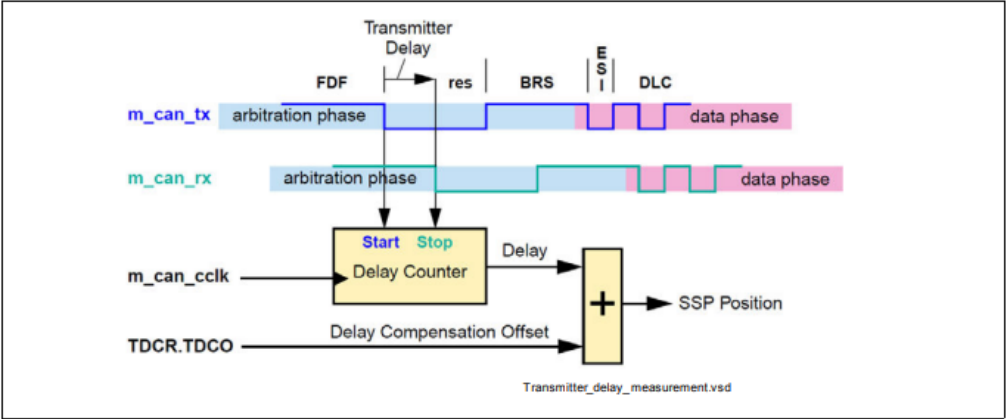 Transmitter
Delay
FDF
res
BRS
ESI
DLC
m_can_tx
arbitration phase
data phase
m_can_rx
arbitration phase
data phase
Start Stop
Delay Counter
Delay
m_can_cclk
+
SSP Position
Delay Compensation Offset
TDCR.TDCO
Transmitter_delay_measurement.vsd